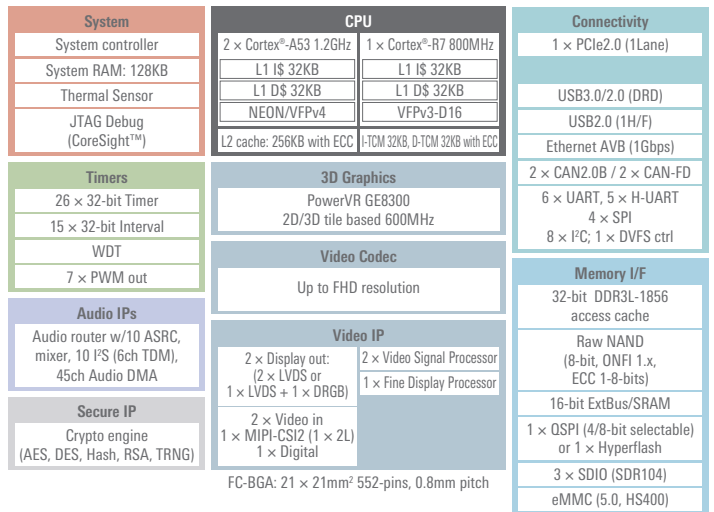 System
System controller
System RAM: 128KB
Thermal Sensor
JTAG Debug
(CoreSight™)
Timers
26 × 32-bit Timer
15 × 32-bit Interval
WDT
7 × PWM out
Audio IPs
Audio router w/10 ASRC,
mixer, 10 I²S (6ch TDM),
45ch Audio DMA
Secure IP
Crypto engine
(AES, DES, Hash, RSA, TRNG)
CPU
2 × Cortex®-A53 1.2GHz
L1 I$ 32KB
L1 D$ 32KB
NEON/VFPv4
L2 cache: 256KB with ECC
1 × Cortex®-R7 800MHz
L1 I$ 32KB
L1 D$ 32KB
VFPv3-D16
I-TCM 32KB, D-TCM 32KB with ECC
3D Graphics
PowerVR GE8300
2D/3D tile based 600MHz
Video Codec
Up to FHD resolution
Video IP
2 × Display out:
(2 × LVDS or
1 × LVDS + 1 × DRGB)
2 × Video in
1 × MIPI-CSI2 (1 × 2L)
1 × Digital
2 × Video Signal Processor
1 × Fine Display Processor
FC-BGA: 21 × 21mm² 552-pins, 0.8mm pitch
Connectivity
1 × PCIe2.0 (1Lane)
USB3.0/2.0 (DRD)
USB2.0 (1H/F)
Ethernet AVB (1Gbps)
2 × CAN2.0B / 2 × CAN-FD
6 × UART, 5 × H-UART
4 × SPI
8 × I²C; 1 × DVFS ctrl
Memory I/F
32-bit DDR3L-1856
access cache
Raw NAND
(8-bit, ONFI 1.x,
ECC 1-8-bits)
16-bit ExtBus/SRAM
1 × QSPI (4/8-bit selectable)
or 1 × Hyperflash
3 × SDIO (SDR104)
eMMC (5.0, HS400)